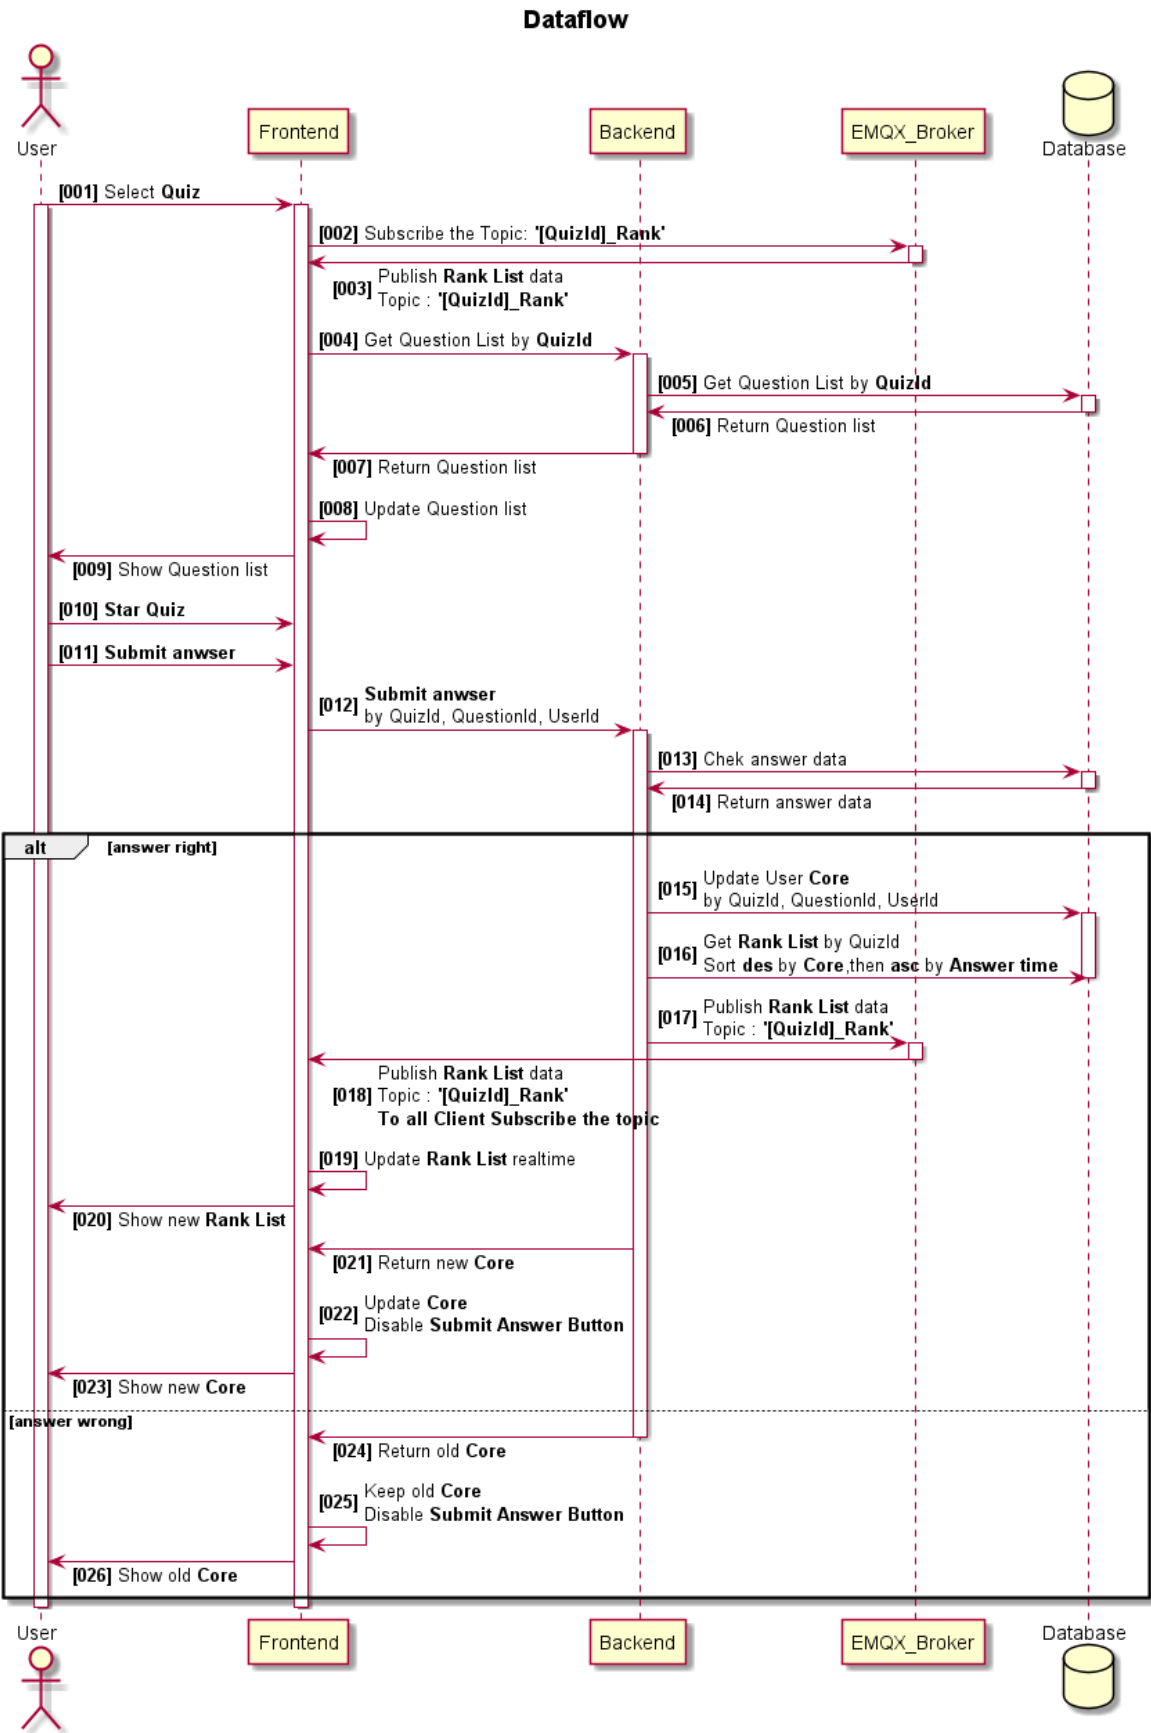 Dataflow
User
Frontend
Backend
EMQX_Broker
Database
[001] Select Quiz
[002] Subscribe the Topic: '[QuizId]_Rank'
[003] Publish Rank List data
Topic : '[QuizId]_Rank'
[004] Get Question List by QuizId
[005] Get Question List by QuizId
[006] Return Question list
[007] Return Question list
[008] Update Question list
[009] Show Question list
[010] Star Quiz
[011] Submit anwser
[012] Submit anwser
by QuizId, QuestionId, UserId
[013] Chek answer data
[014] Return answer data
alt [answer right]
[015] Update User Core
by QuizId, QuestionId, UserId
[016] Get Rank List by QuizId
Sort des by Core,then asc by Answer time
[017] Publish Rank List data
Topic : '[QuizId]_Rank'
Publish Rank List data
[018] Topic : '[QuizId]_Rank'
To all Client Subscribe the topic
[019] Update Rank List realtime
[020] Show new Rank List
[021] Return new Core
[022] Update Core
Disable Submit Answer Button
[023] Show new Core
[answer wrong]
[024] Return old Core
[025] Keep old Core
Disable Submit Answer Button
[026] Show old Core
User
Frontend
Backend
EMQX_Broker
Database